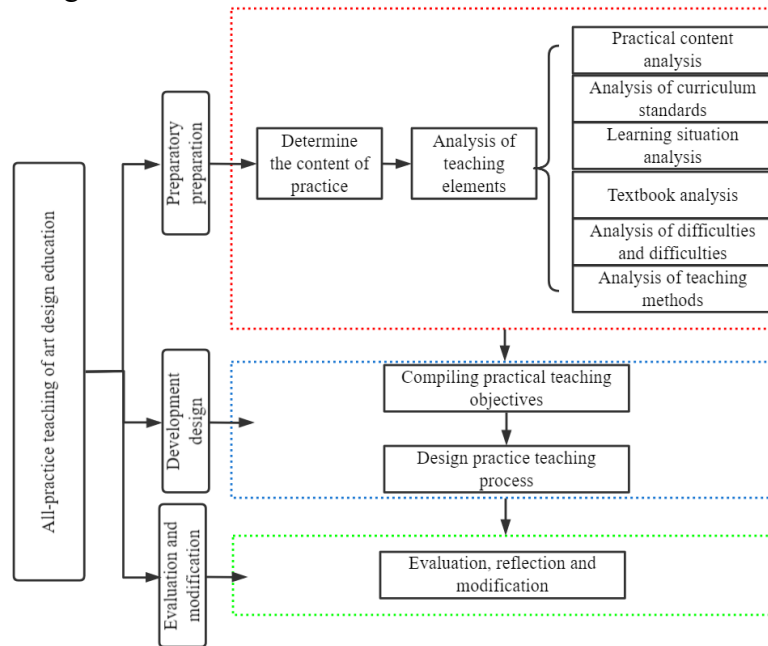 All-practice teaching of art design education
Preparatory
preparation
Determine
the content of
practice
Analysis of
teaching
elements
Practical content
analysis
Analysis of curriculum
standards
Learning situation
analysis
Textbook analysis
Analysis of difficulties
and difficulties
Analysis of teaching
methods
Development
design
Compiling practical teaching
objectives
Design practice teaching
process
Evaluation and
modification
Evaluation, reflection and
modification